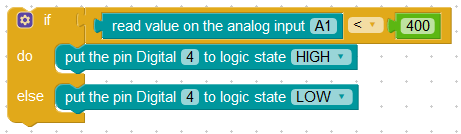 if read value on the analog input A1 < 400
do put the pin Digital 4 to logic state HIGH
else put the pin Digital 4 to logic state LOW